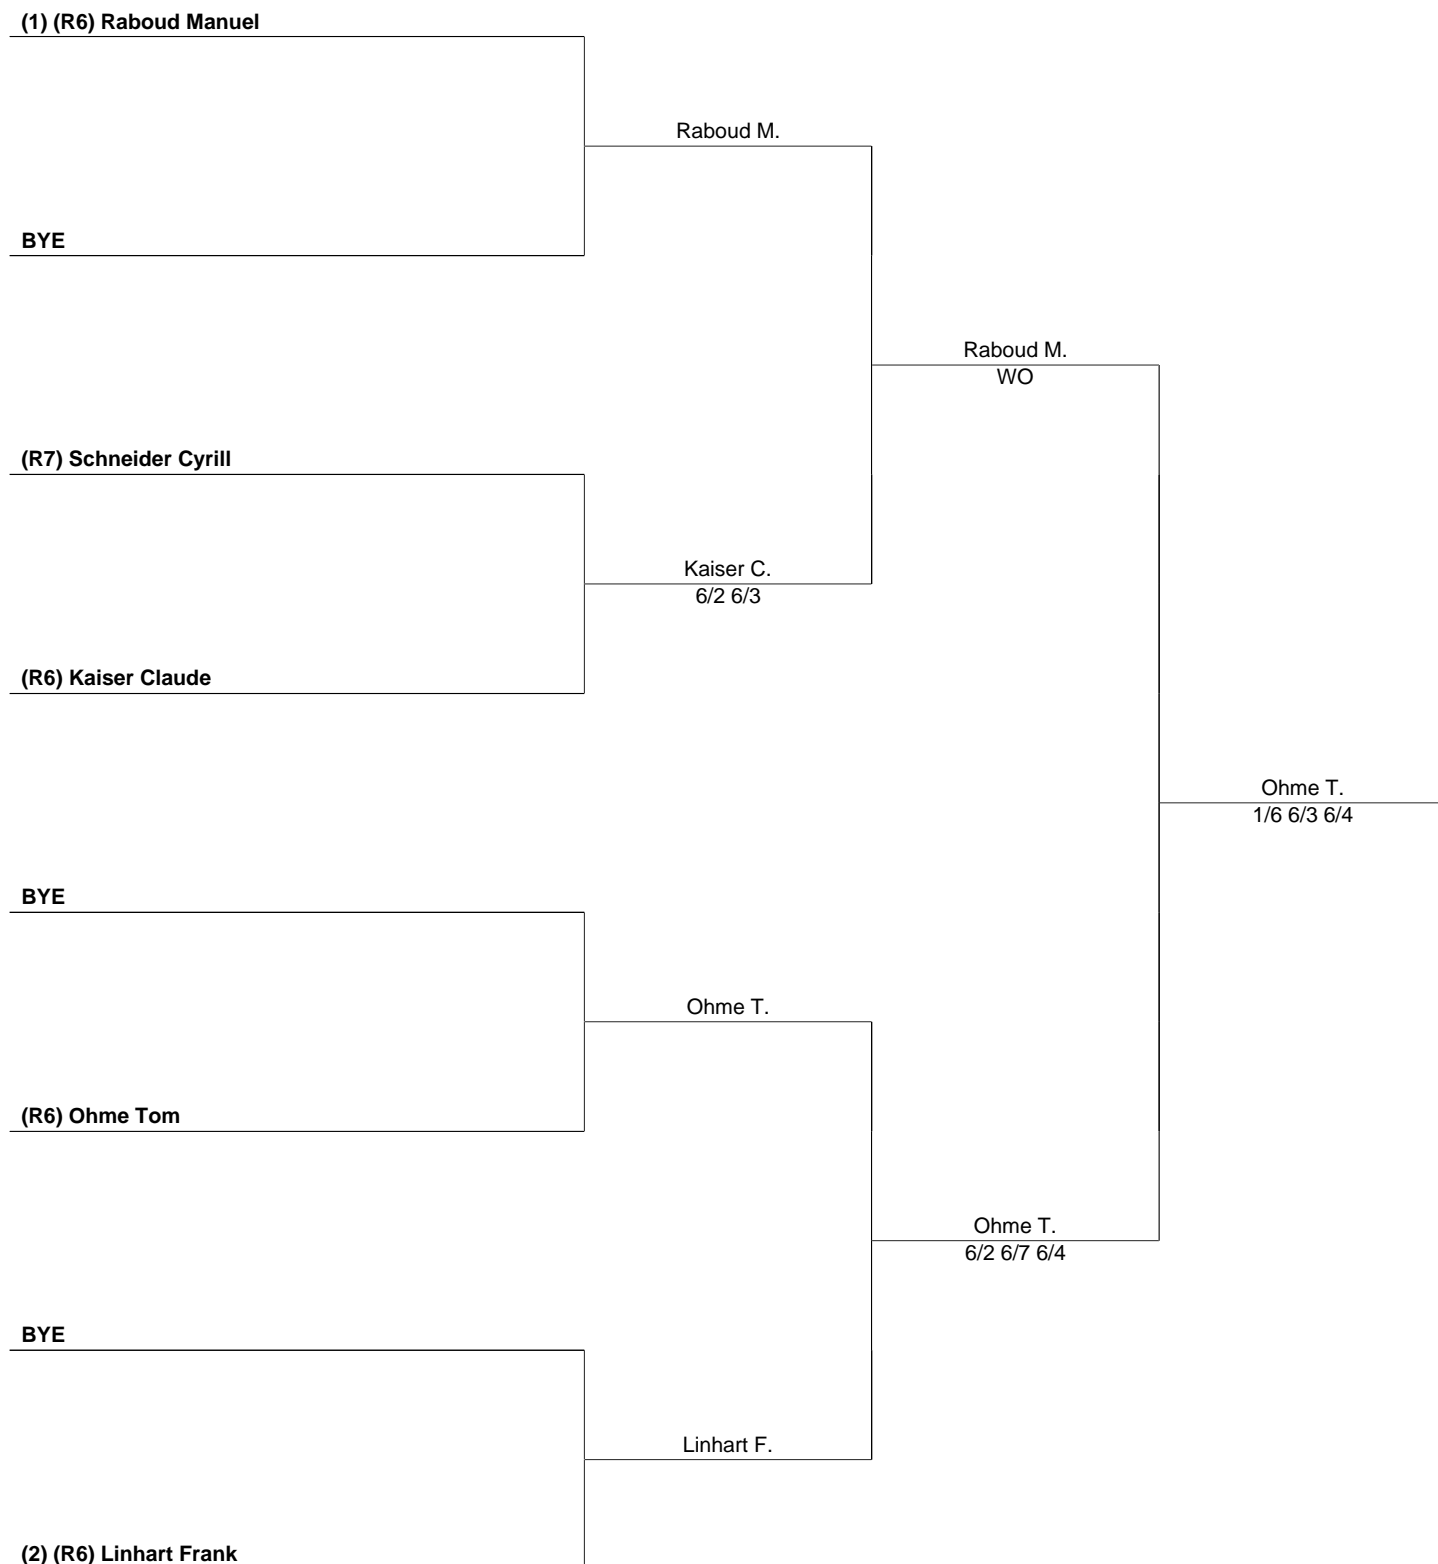 (1) (R6) Raboud Manuel
Raboud M.
BYE
Raboud M.
WO
(R7) Schneider Cyrill
Kaiser C.
6/2 6/3
(R6) Kaiser Claude
Ohme T.
1/6 6/3 6/4
BYE
Ohme T.
(R6) Ohme Tom
Ohme T.
6/2 6/7 6/4
BYE
Linhart F.
(2) (R6) Linhart Frank